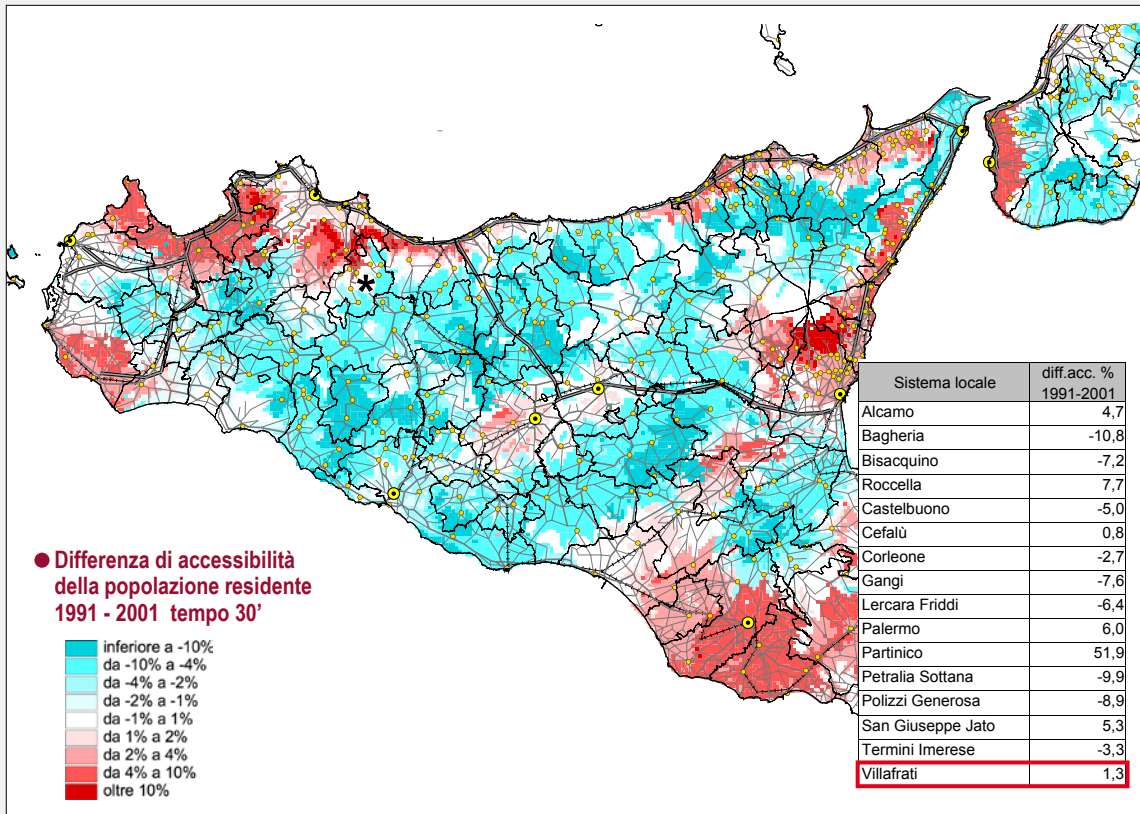 Sistema locale diff.acc. % 1991-2001
Alcamo 4,7
Bagheria -10,8
Bisacquino -7,2
Roccella 7,7
Castelbuono -5,0
Cefalù 0,8
Corleone -2,7
Gangi -7,6
Lercara Friddi -6,4
Palermo 6,0
Partinico 51,9
Petralia Sottana -9,9
Polizzi Generosa -8,9
San Giuseppe Jato 5,3
Termini Imerese -3,3
Villafrati 1,3
Differenza di accessibilità
della popolazione residente
1991 - 2001 tempo 30’
inferiore a -10%
da -10% a -4%
da -4% a -2%
da -2% a -1%
da -1% a 1%
da 1% a 2%
da 2% a 4%
da 4% a 10%
oltre 10%
*